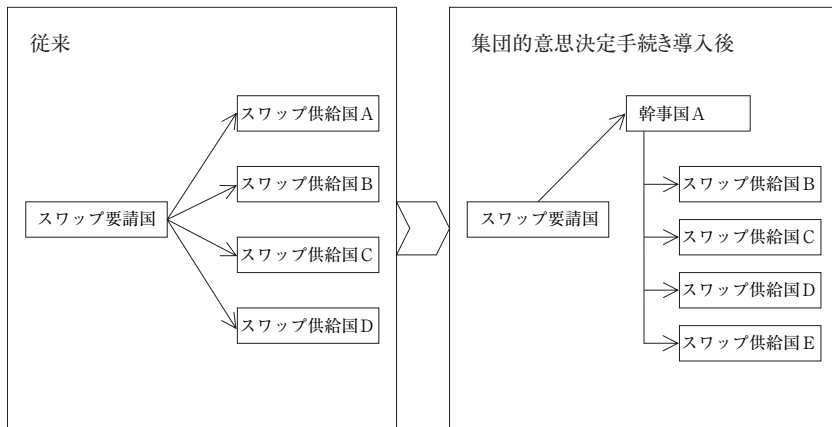 従来
スワップ供給国A
スワップ供給国B
スワップ要請国
スワップ供給国C
スワップ供給国D
集団的意思決定手続き導入後
幹事国A
スワップ供給国B
スワップ要請国
スワップ供給国C
スワップ供給国D
スワップ供給国E